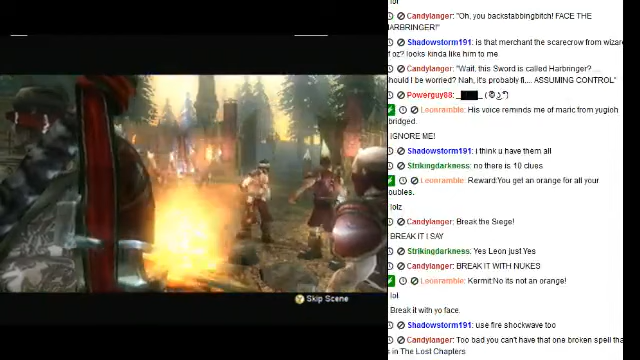 lol
Candylanger: "Oh, you backstabbingbitch! FACE THE
HARBRINGER!"
Shadowstorm191: is that merchant the scarecrow from wizar
of oz? looks kinda like him to me
Candylanger: "Wait, this Sword is called Harbringer? ...
hould I be worried? Nah, it's probably fi.... ASSUMING CONTROL"
Powerguy88:
Leonramble: His voice reminds me of maric from yugioh
bridged.
IGNORE ME!
Shadowstorm191: i think u have them all
Strikingdarkness: no there is 10 clues
Leonramble: Reward:You get an orange for all your
oubles.
lolz
Candylanger: Break the Siege!
BREAK IT I SAY
Strikingdarkness: Yes Leon just Yes
Candylanger: BREAK IT WITH NUKES
Leonramble: Kermit:No its not an orange!
lol
Break it with yo face.
Shadowstorm191: use fire shockwave too
Candylanger: Too bad you can't have that one broken spell tha
s in The Lost Chapters
Y Skip Scene